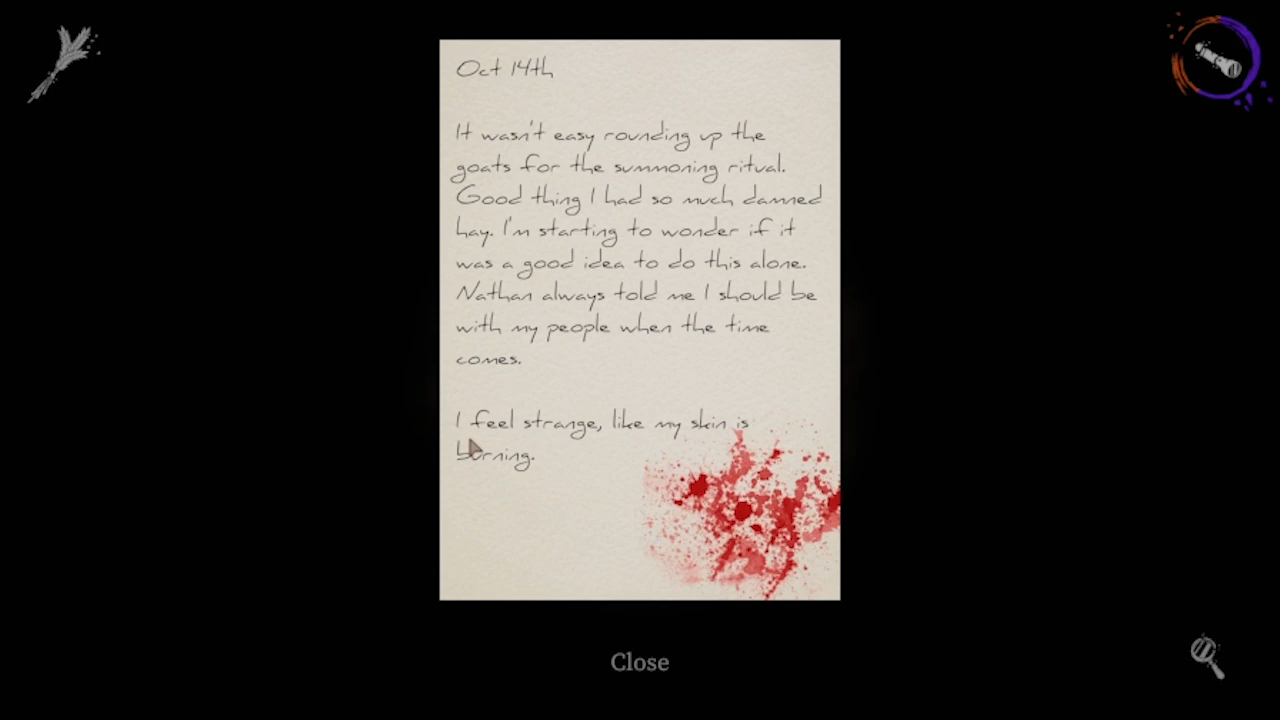 Oct 14th
It wasn't easy rounding up the
goats for the summoning ritual.
Good thing I had so much damned
hay. I'm starting to wonder if it
was a good idea to do this alone.
Nathan always told me I should be
with my people when the time
comes.
I feel strange, like my skin is
burning.
Close